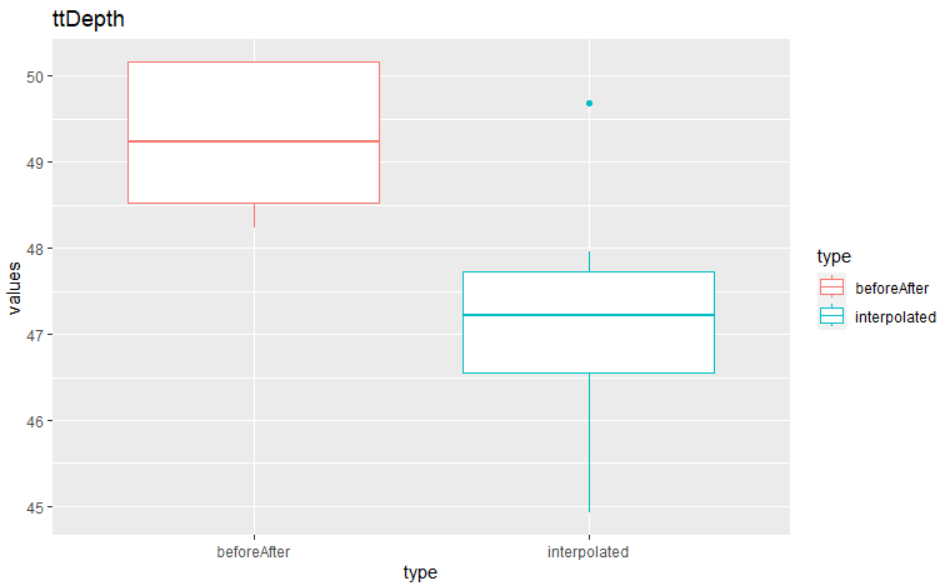 ttDepth
50
49
48
47
46
45
values
beforeAfter
interpolated
type
type
beforeAfter
interpolated